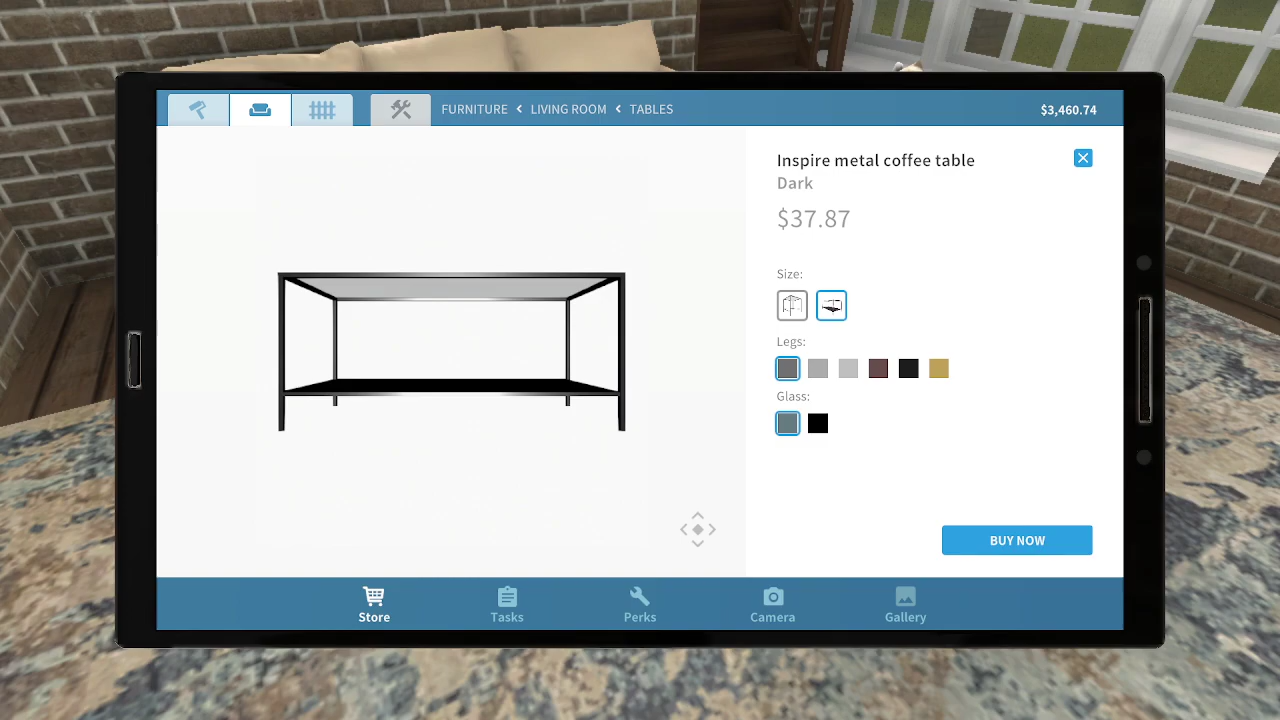 FURNITURE < LIVING ROOM < TABLES
$3,460.74
Inspire metal coffee table
Dark
$37.87
Size:
Legs:
Glass:
BUY NOW
Store
Tasks
Perks
Camera
Gallery